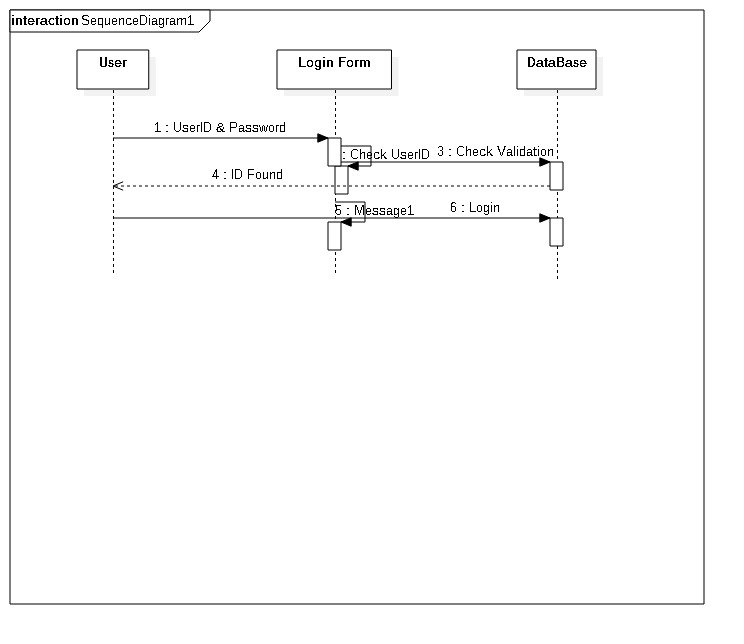 interaction SequenceDiagram1
User
Login Form
DataBase
1 : UserID & Password
: Check UserID
3 : Check Validation
4 : ID Found
5 : Message1
6 : Login